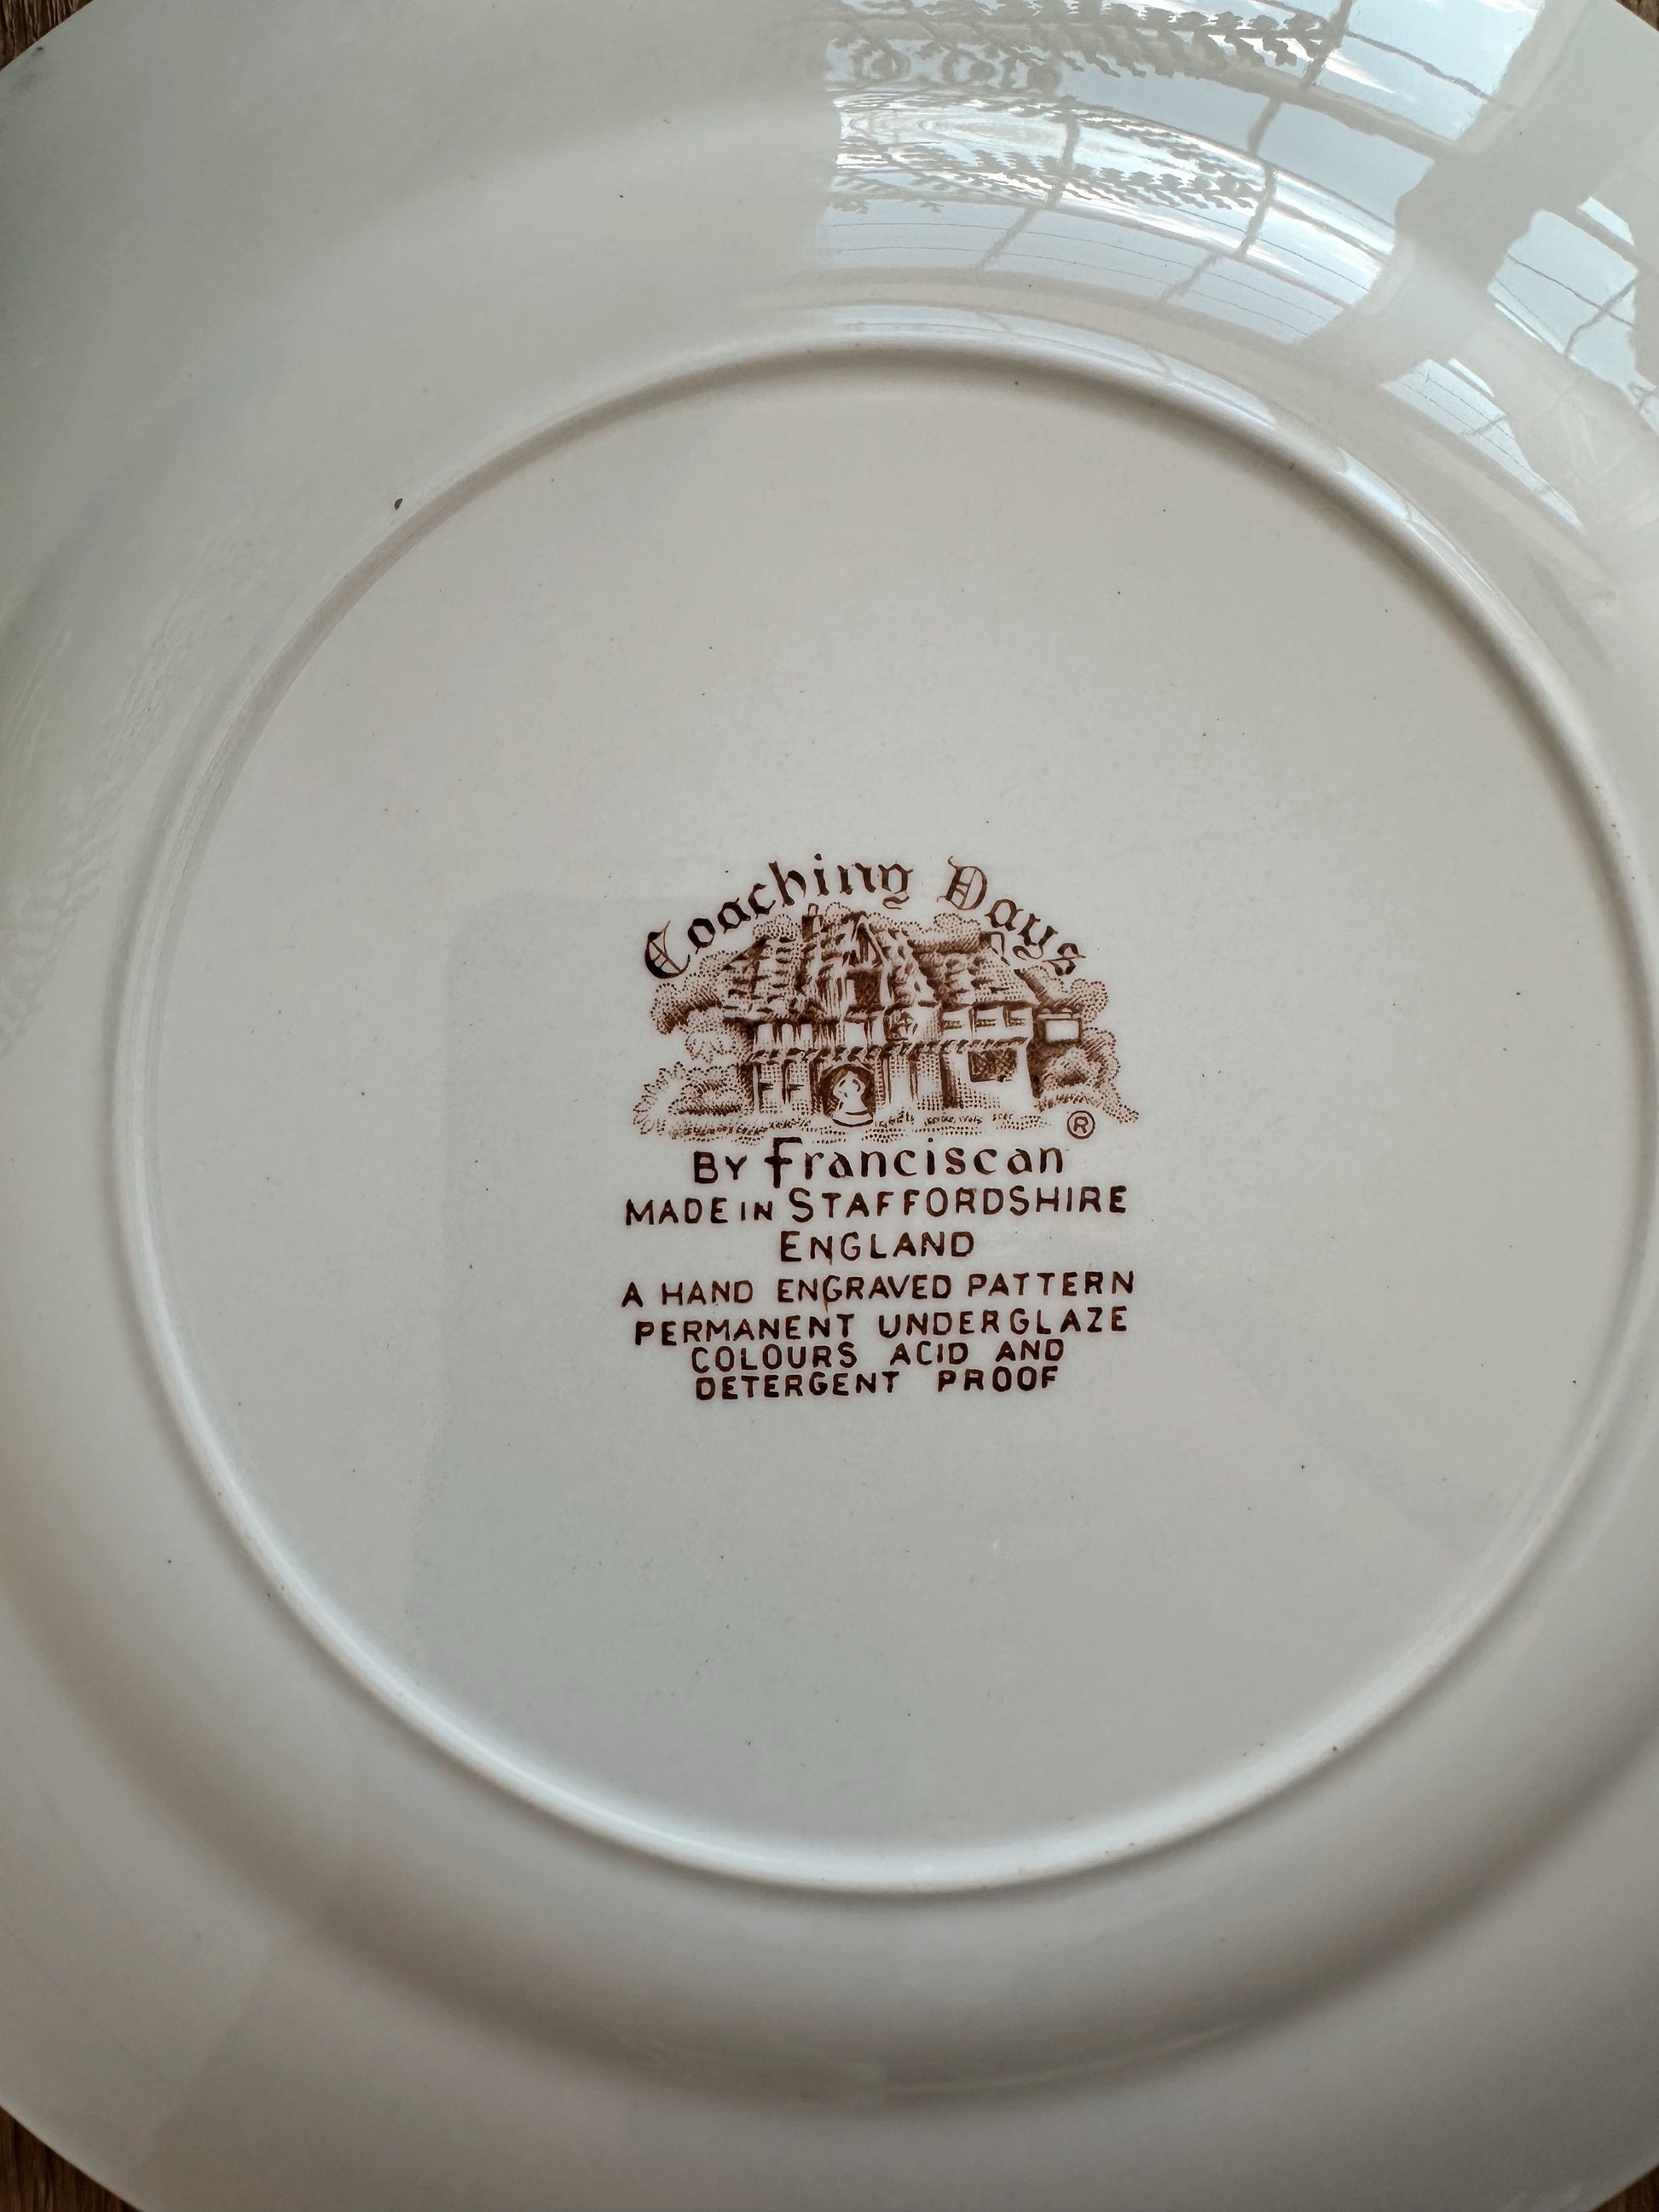 Coaching Days
®
BY Franciscan
MADE IN STAFFORDSHIRE
ENGLAND
A HAND ENGRAVED PATTERN
PERMANENT UNDERGLAZE
COLOURS ACID AND
DETERGENT PROOF